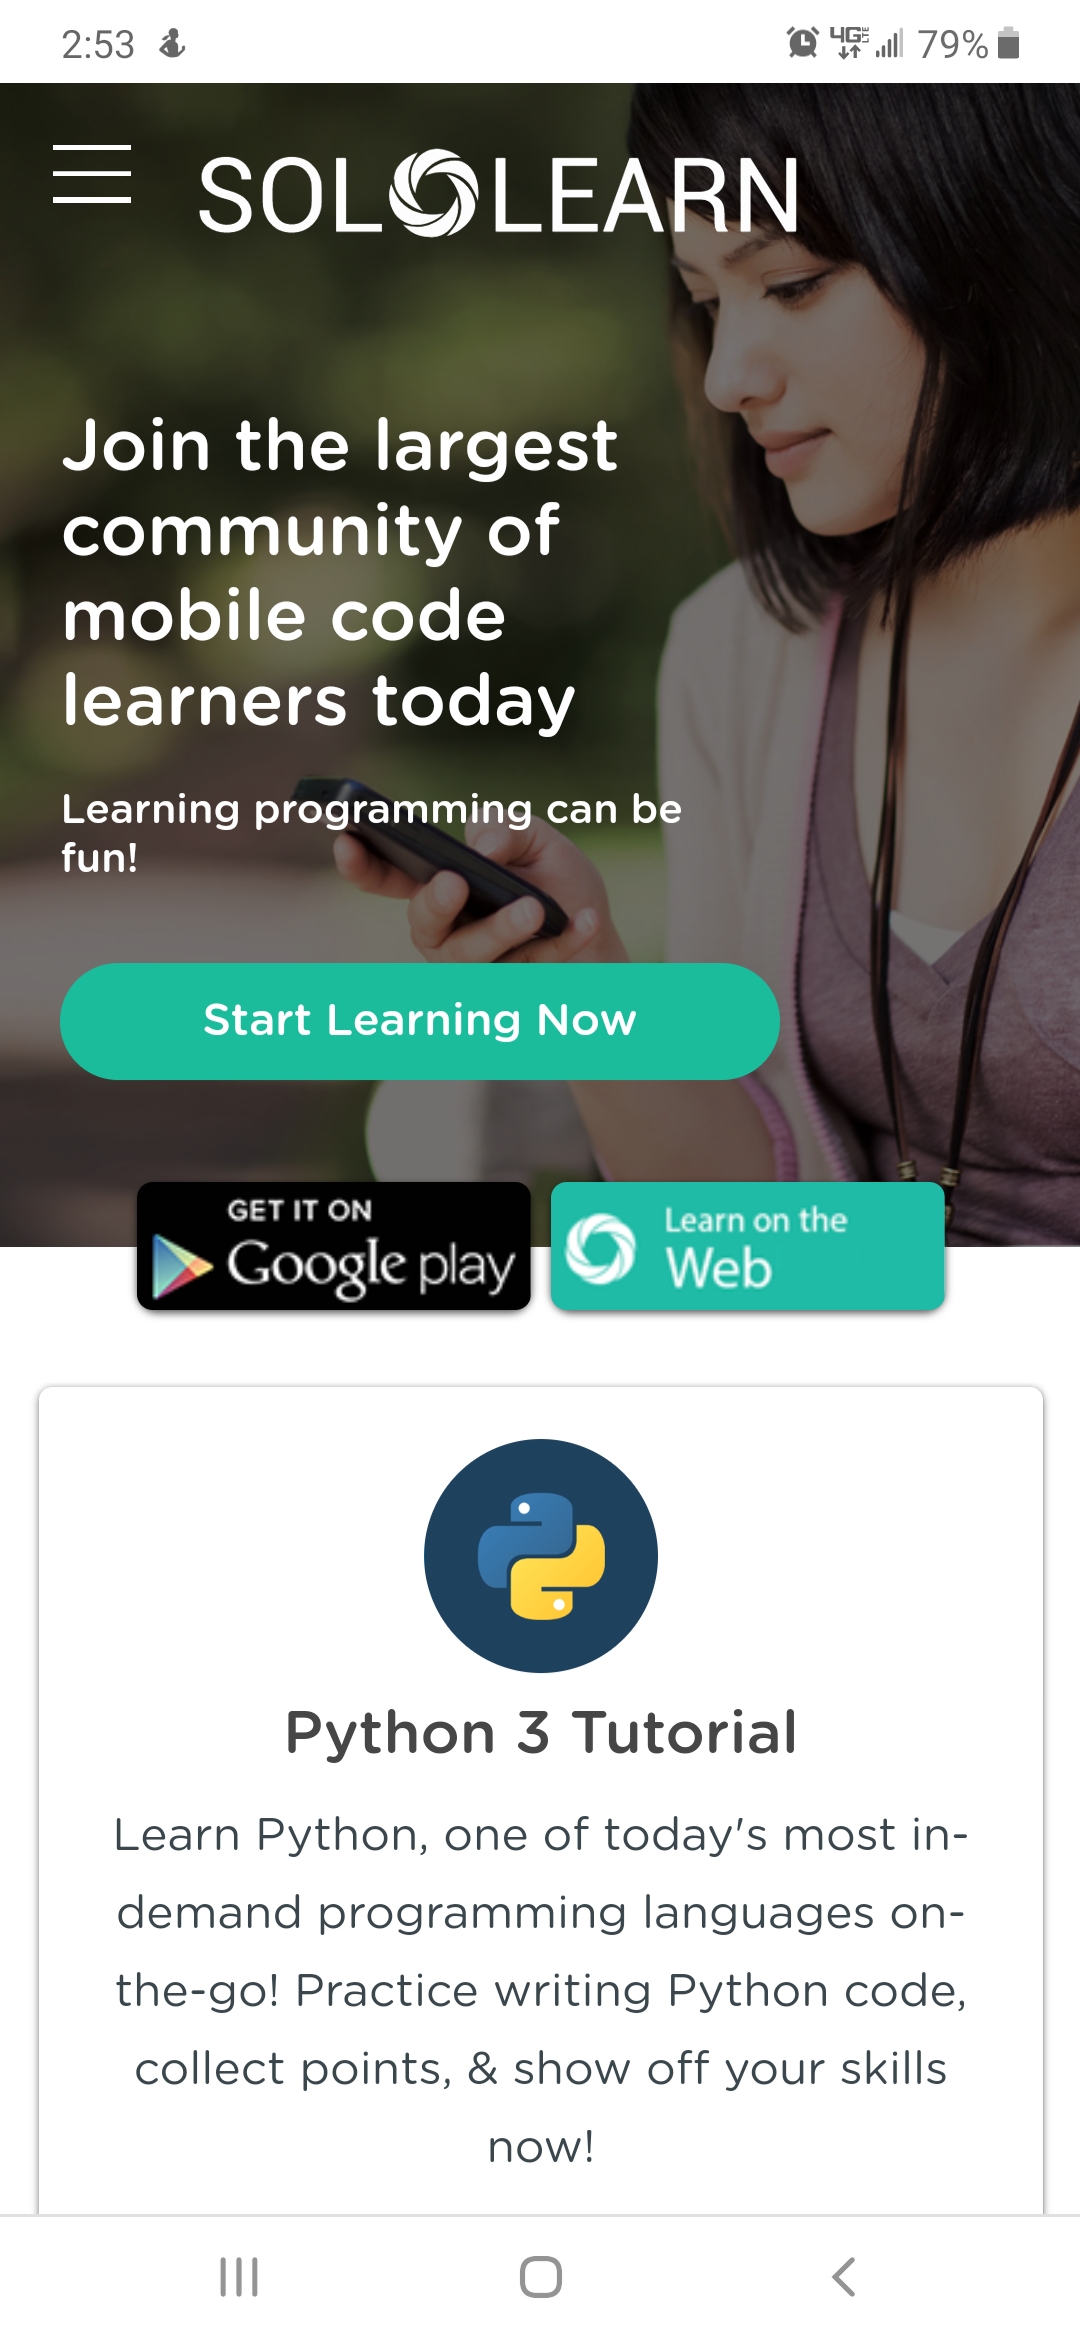 2:53
4G LTE 79%
SOLOLEARN
Join the largest
community of
mobile code
learners today
Learning programming can be
fun!
Start Learning Now
GET IT ON
Google play
Learn on the
Web
Python 3 Tutorial
Learn Python, one of today's most in-
demand programming languages on-
the-go! Practice writing Python code,
collect points, & show off your skills
now!